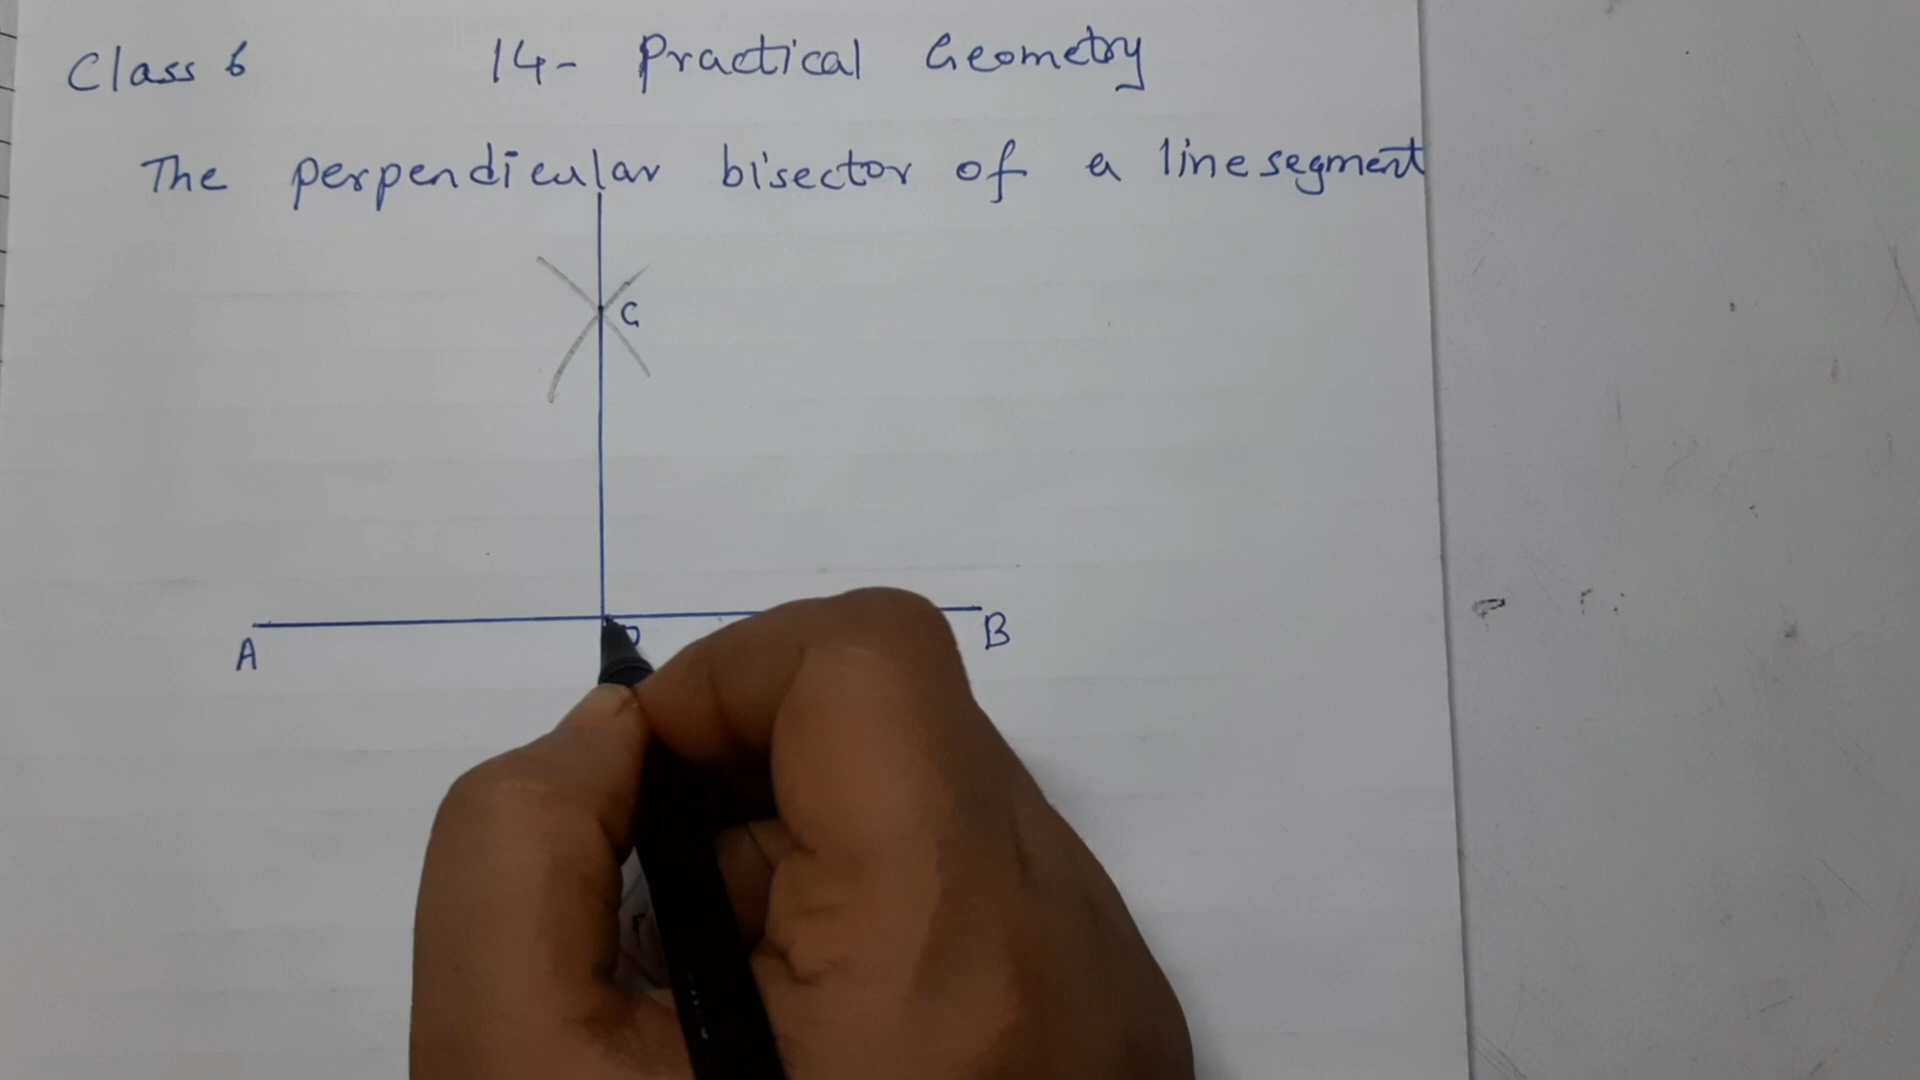 Class 6 14- Practical Geometry
The perpendicular bisector of a line segment
C
A B